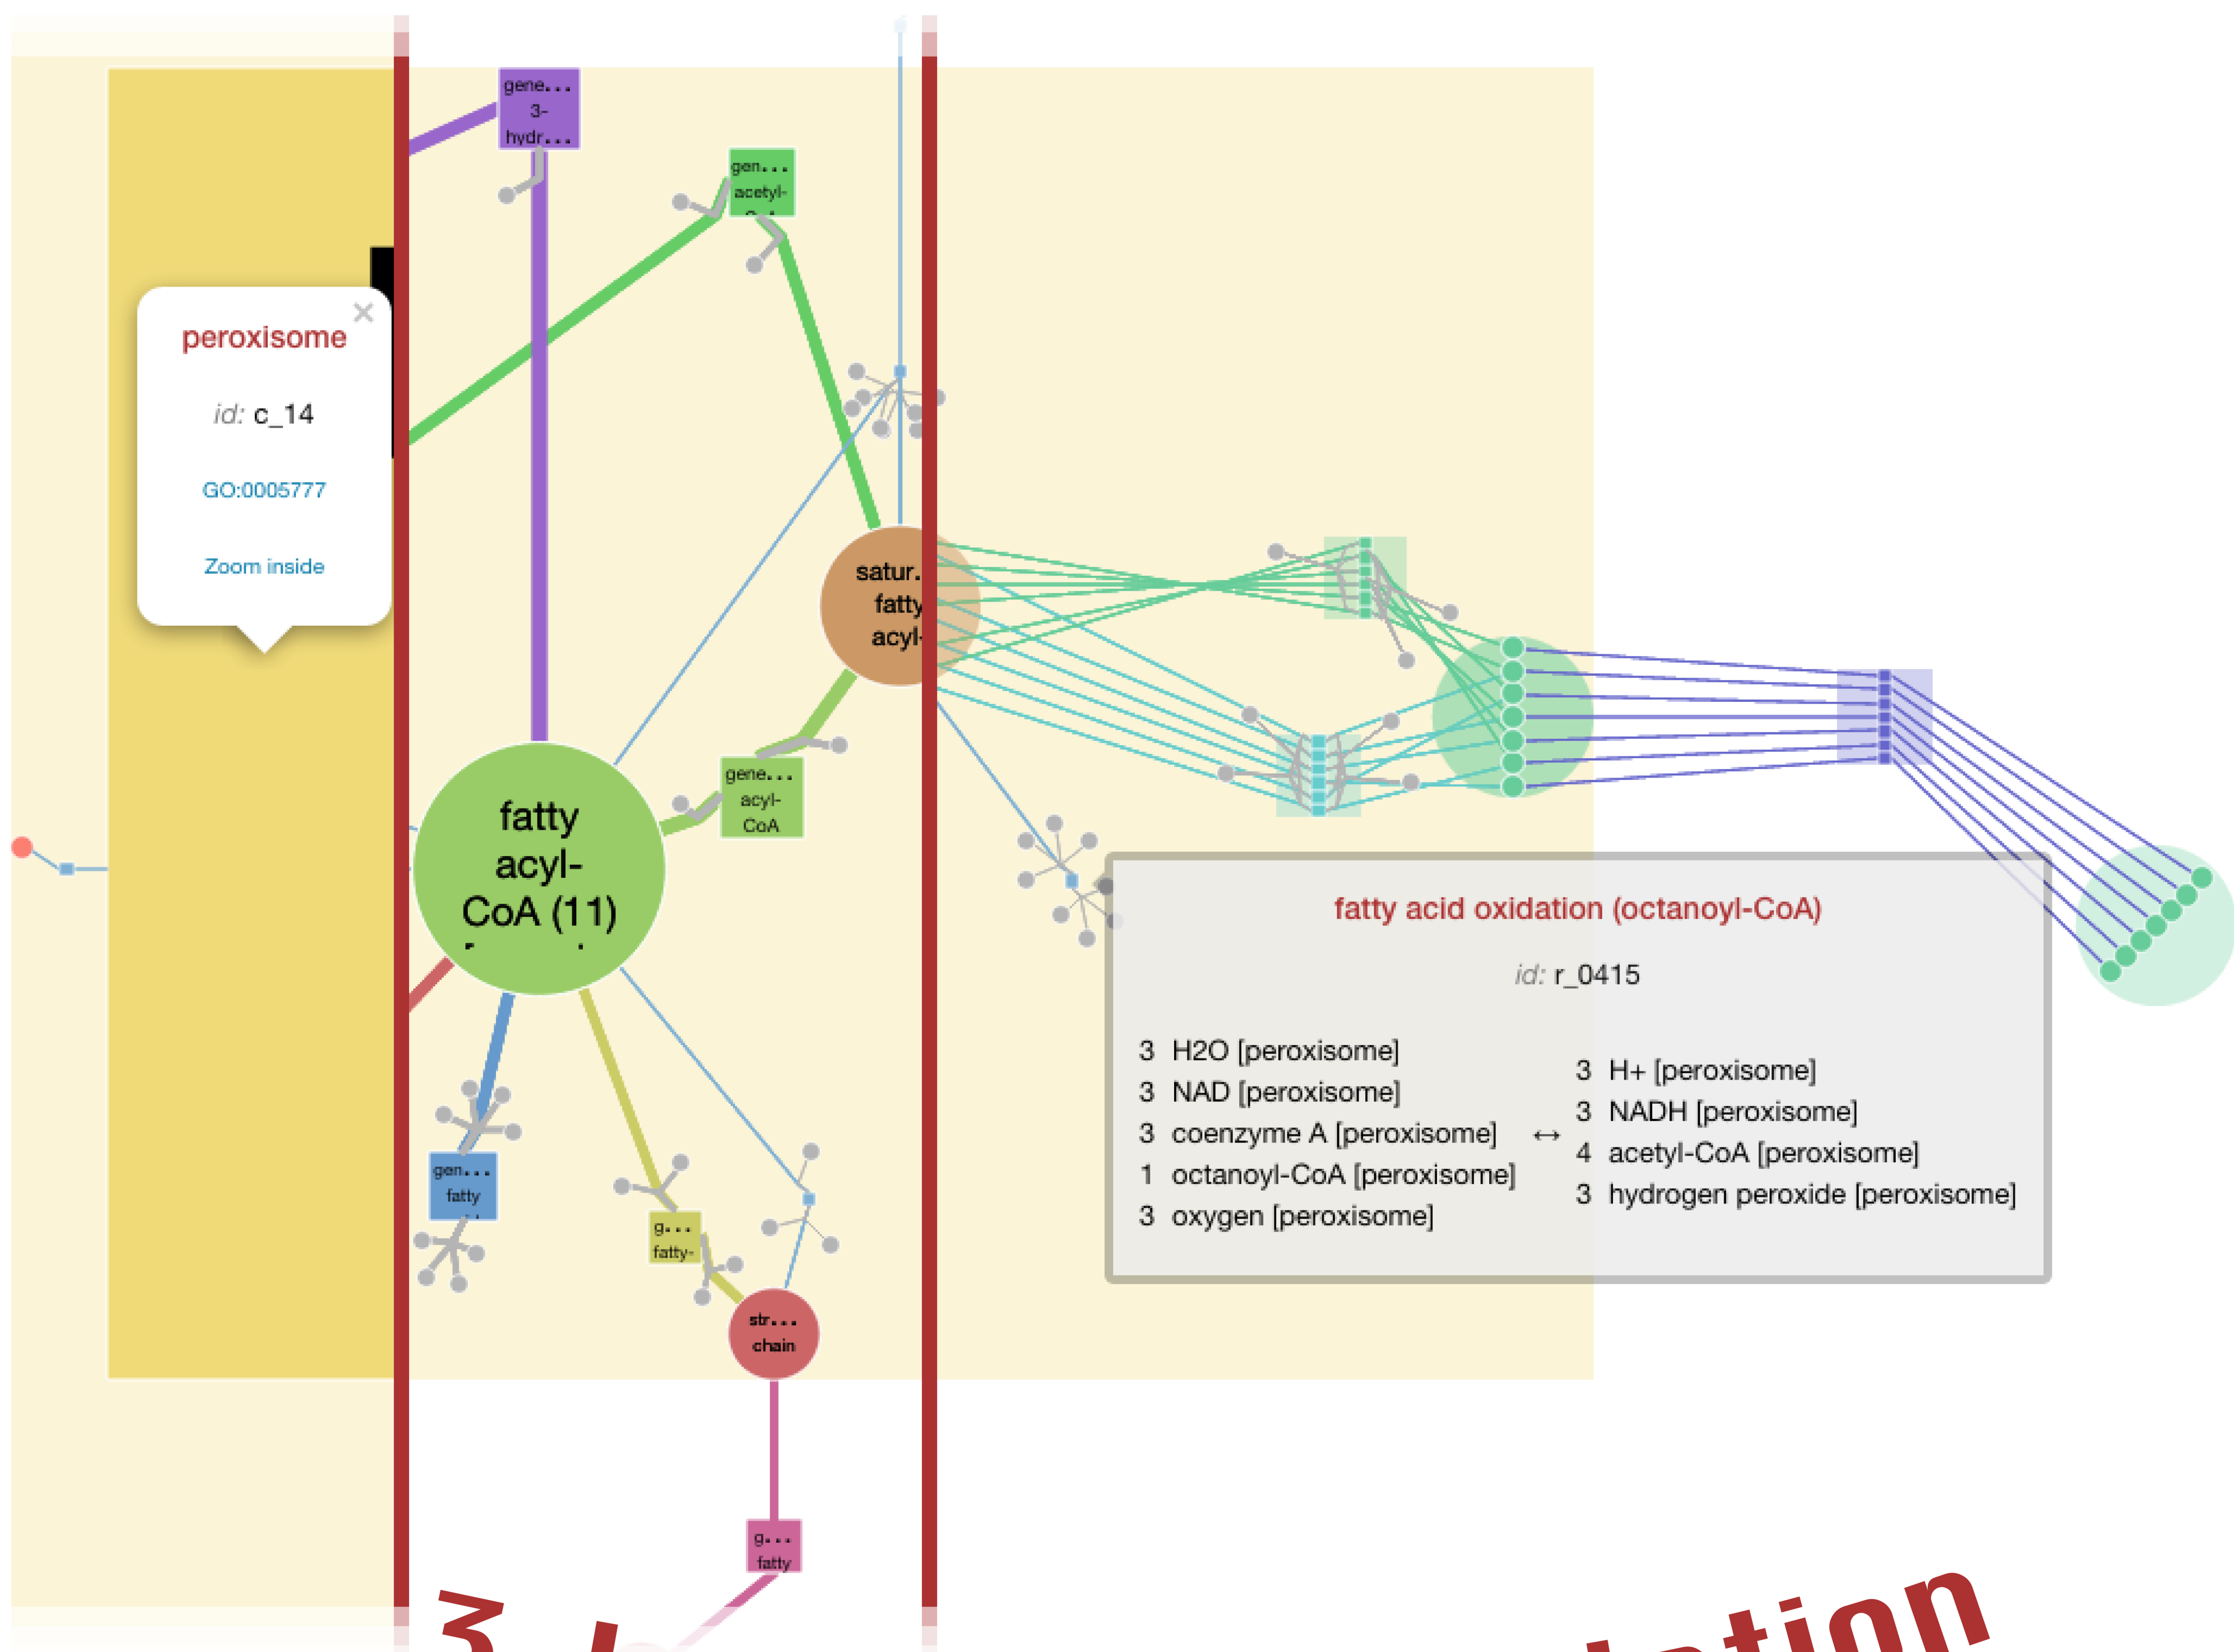 gene...
3-
hydr...
gen...
acetyl-
peroxisome
id: c_14
GO:0005777
Zoom inside
satur.
fatty
acyl-
gene...
acyl-
CoA
fatty
acyl-
CoA (11)
fatty acid oxidation (octanoyl-CoA)
id: r_0415
3 H2O [peroxisome]
3 NAD [peroxisome]
3 coenzyme A [peroxisome]
1 octanoyl-CoA [peroxisome]
3 oxygen [peroxisome]
↔
3 H+ [peroxisome]
3 NADH [peroxisome]
4 acetyl-CoA [peroxisome]
3 hydrogen peroxide [peroxisome]
gen...
fatty
g...
fatty-
str...
chain
g...
fatty
3